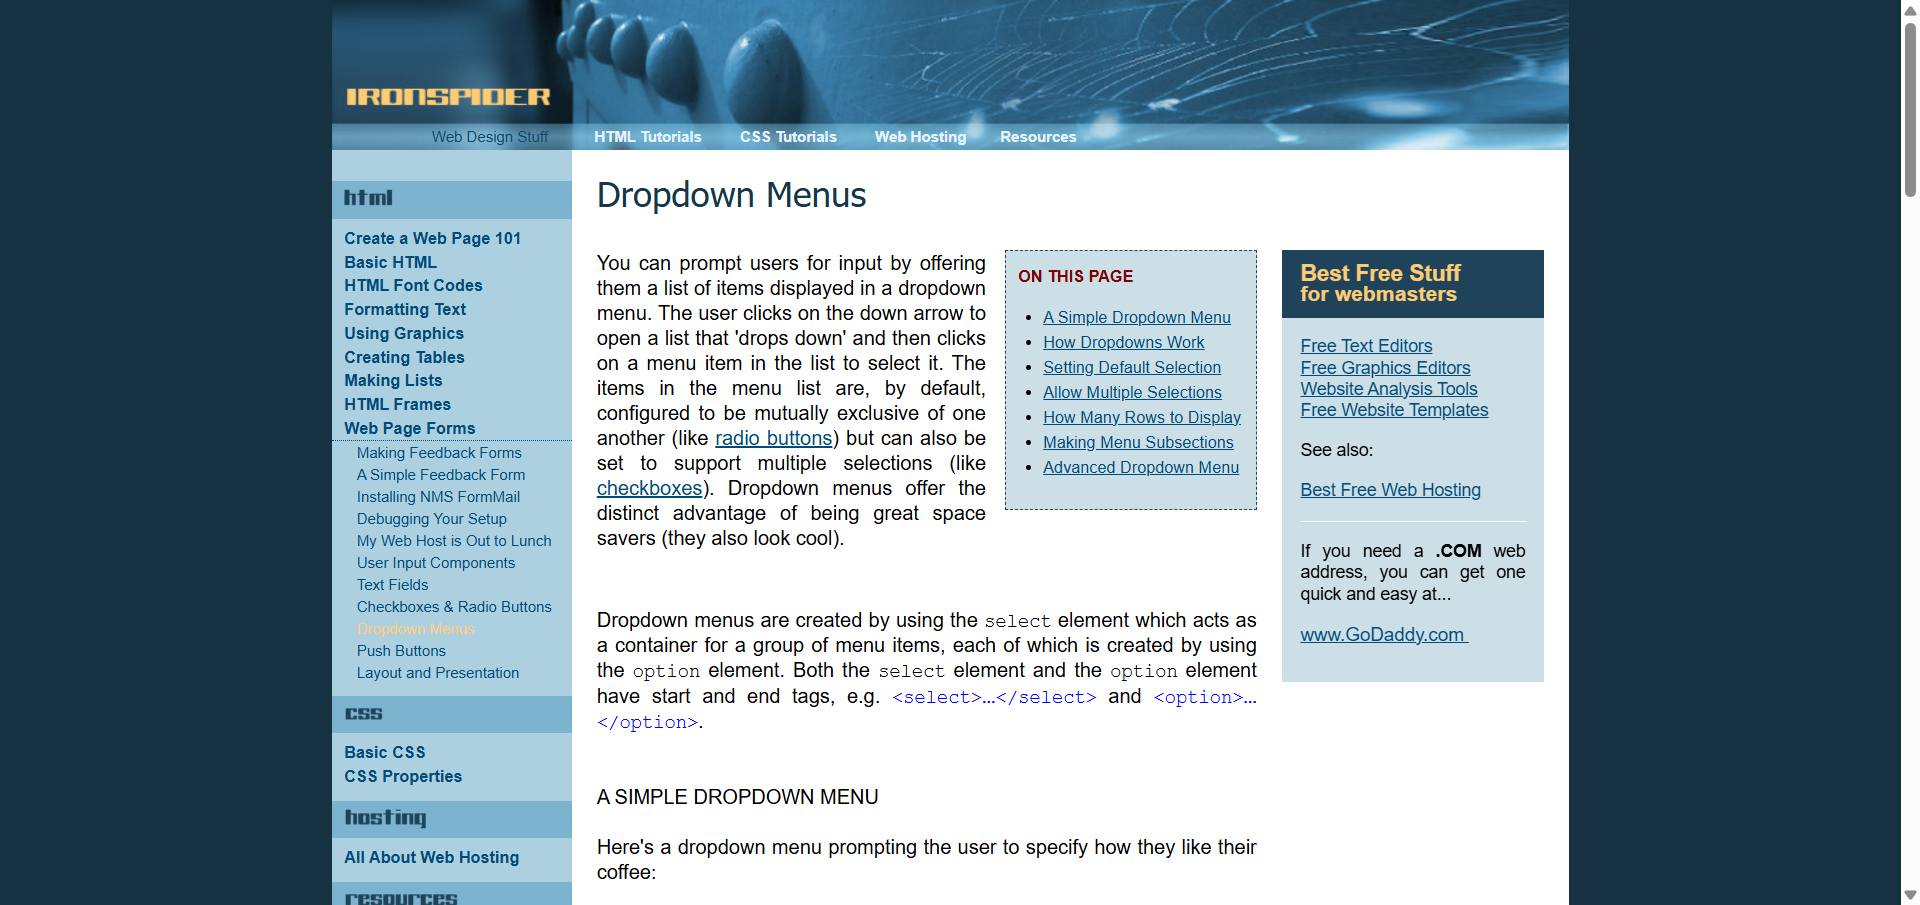 IRONSPIDER
Web Design Stuff
HTML Tutorials
CSS Tutorials
Web Hosting
Resources
html
Create a Web Page 101
Basic HTML
HTML Font Codes
Formatting Text
Using Graphics
Creating Tables
Making Lists
HTML Frames
Web Page Forms
Making Feedback Forms
A Simple Feedback Form
Installing NMS FormMail
Debugging Your Setup
My Web Host is Out to Lunch
User Input Components
Text Fields
Checkboxes & Radio Buttons
Dropdown Menus
Push Buttons
Layout and Presentation
css
Basic CSS
CSS Properties
hosting
All About Web Hosting
resources
Dropdown Menus
You can prompt users for input by offering
them a list of items displayed in a dropdown
menu. The user clicks on the down arrow to
open a list that 'drops down' and then clicks
on a menu item in the list to select it. The
items in the menu list are, by default,
configured to be mutually exclusive of one
another (like radio buttons) but can also be
set to support multiple selections (like
checkboxes). Dropdown menus offer the
distinct advantage of being great space
savers (they also look cool).
ON THIS PAGE
• A Simple Dropdown Menu
• How Dropdowns Work
• Setting Default Selection
• Allow Multiple Selections
• How Many Rows to Display
• Making Menu Subsections
• Advanced Dropdown Menu
Dropdown menus are created by using the select element which acts as
a container for a group of menu items, each of which is created by using
the option element. Both the select element and the option element
have start and end tags, e.g. <select>...</select> and <option>...
</option>.
A SIMPLE DROPDOWN MENU
Here's a dropdown menu prompting the user to specify how they like their
coffee:
Best Free Stuff
for webmasters
Free Text Editors
Free Graphics Editors
Website Analysis Tools
Free Website Templates
See also:
Best Free Web Hosting
If you need a .COM web
address, you can get one
quick and easy at...
www.GoDaddy.com